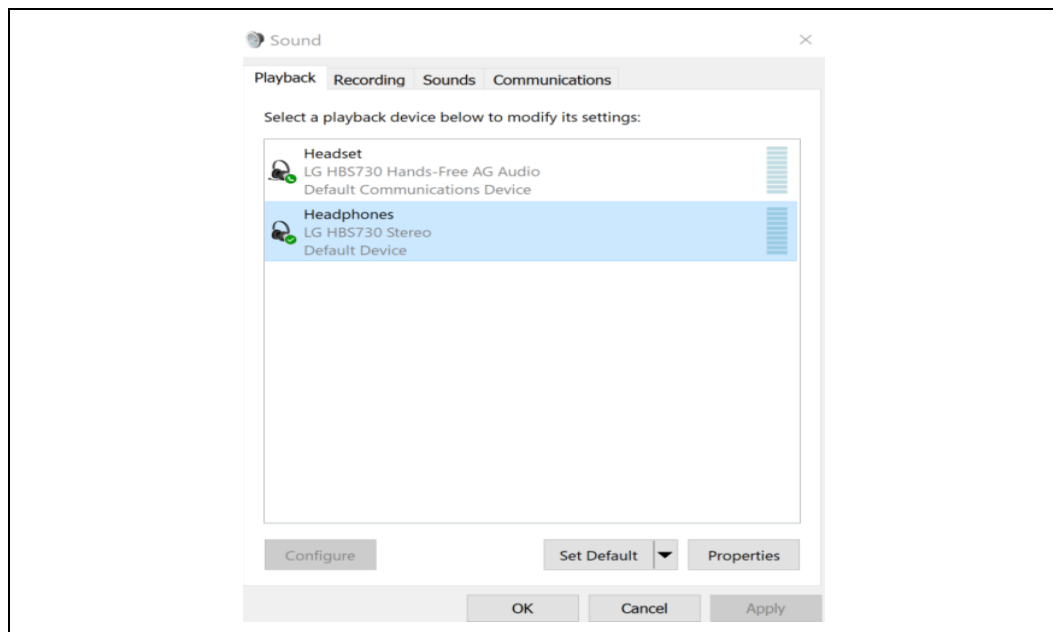 Sound
Playback Recording Sounds Communications
Select a playback device below to modify its settings:
Headset
LG HBS730 Hands-Free AG Audio
Default Communications Device
Headphones
LG HBS730 Stereo
Default Device
Configure Set Default Properties
OK Cancel Apply